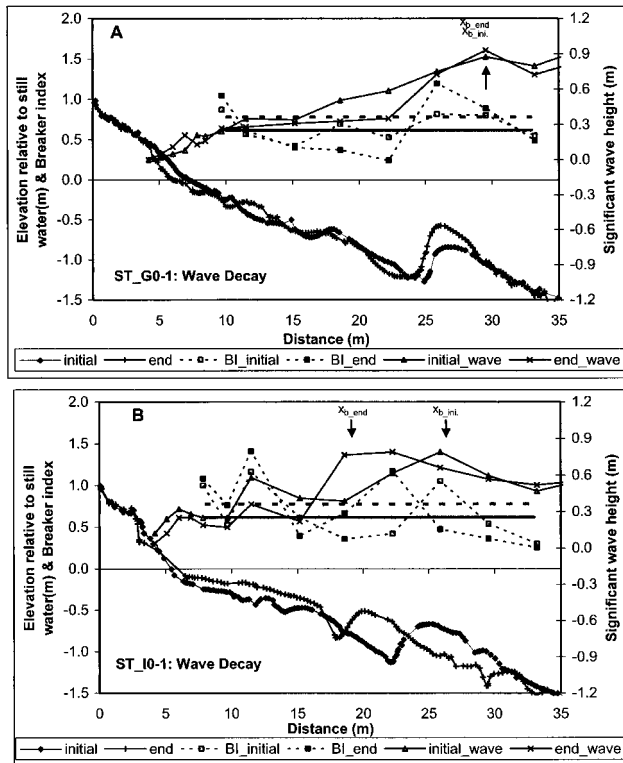 A
X_b_end
X_b_ini.
2.0
1.5
1.0
0.5
0.0
-0.5
-1.0
-1.5
1.2
0.9
0.6
0.3
0.0
-0.3
-0.6
-0.9
-1.2
Elevation relative to still
water(m) & Breaker index
Significant wave height (m)
ST_G0-1: Wave Decay
0 5 10 15 20 25 30 35
Distance (m)
initial end BI_initial BI_end initial_wave end_wave
B
X_b_end X_b_ini.
2.0
1.5
1.0
0.5
0.0
-0.5
-1.0
-1.5
1.2
0.9
0.6
0.3
0.0
-0.3
-0.6
-0.9
-1.2
Elevation relative to still
water(m) & Breaker index
Significant wave height (m)
ST_I0-1: Wave Decay
0 5 10 15 20 25 30 35
Distance (m)
initial end BI_initial BI_end initial_wave end_wave